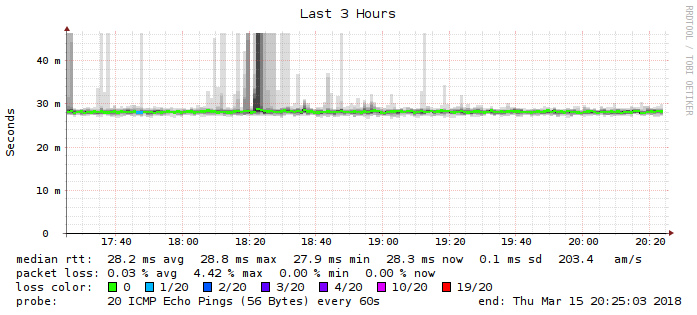 Last 3 Hours
RRDTOOL / TOBI OETIKER
Seconds
40 m
30 m
20 m
10 m
0
17:40 18:00 18:20 18:40 19:00 19:20 19:40 20:00 20:20
median rtt: 28.2 ms avg 28.8 ms max 27.9 ms min 28.3 ms now 0.1 ms sd 203.4 am/s
packet loss: 0.03 % avg 4.42 % max 0.00 % min 0.00 % now
loss color: 0 1/20 2/20 3/20 4/20 10/20 19/20
probe: 20 ICMP Echo Pings (56 Bytes) every 60s end: Thu Mar 15 20:25:03 2018